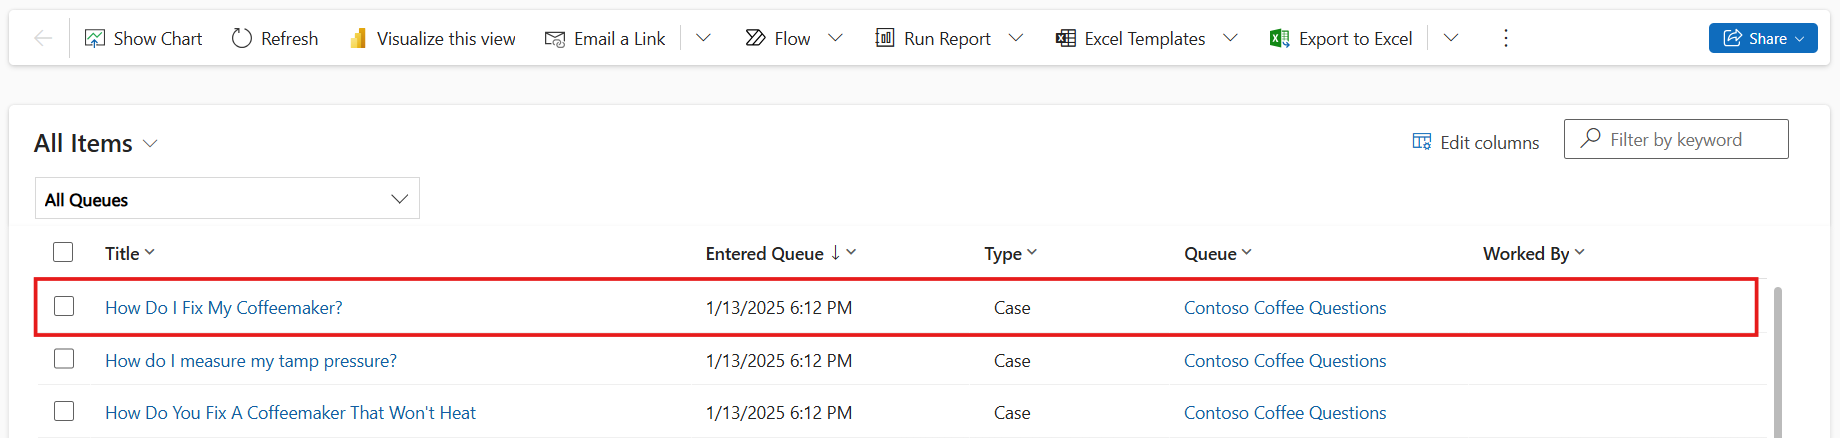 Show Chart Refresh Visualize this view Email a Link Flow Run Report Excel Templates Export to Excel Share
All Items
Edit columns Filter by keyword
All Queues
Title Entered Queue Type Queue Worked By
How Do I Fix My Coffeemaker? 1/13/2025 6:12 PM Case Contoso Coffee Questions
How do I measure my tamp pressure? 1/13/2025 6:12 PM Case Contoso Coffee Questions
How Do You Fix A Coffeemaker That Won't Heat 1/13/2025 6:12 PM Case Contoso Coffee Questions